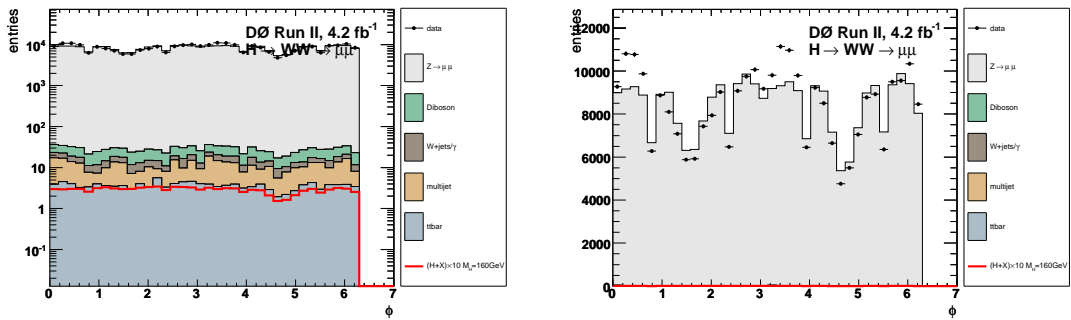 entries
10⁴
10³
10²
10
1
10⁻¹
0 1 2 3 4 5 6 7
ϕ
DØ Run II, 4.2 fb⁻¹
H → WW → μμ
data
Z → μ μ
Diboson
W+jets/γ
multijet
ttbar
(H+X)×10 M_H=160GeV
entries
12000
10000
8000
6000
4000
2000
0
0 1 2 3 4 5 6 7
ϕ
DØ Run II, 4.2 fb⁻¹
H → WW → μμ
data
Z → μ μ
Diboson
W+jets/γ
multijet
ttbar
(H+X)×10 M_H=160GeV